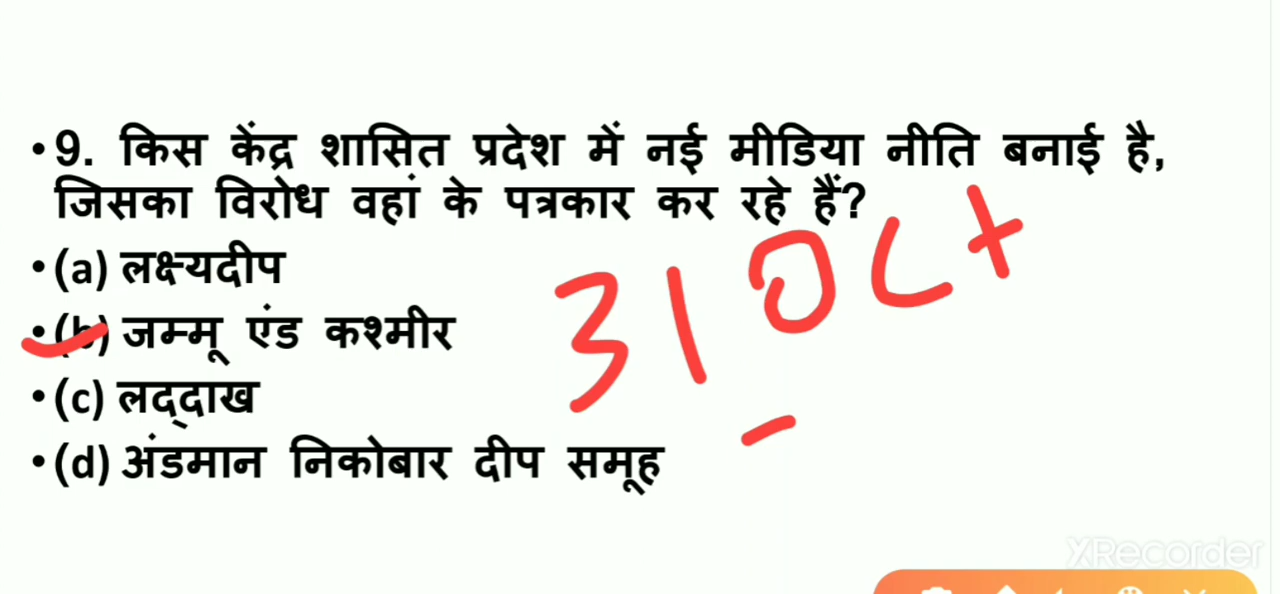 • 9. किस केंद्र शासित प्रदेश में नई मीडिया नीति बनाई है,
जिसका विरोध वहां के पत्रकार कर रहे हैं?
• (a) लक्ष्यदीप
• (b) जम्मू एंड कश्मीर
• (c) लद्दाख
• (d) अंडमान निकोबार दीप समूह
31 Oct
XRecorder